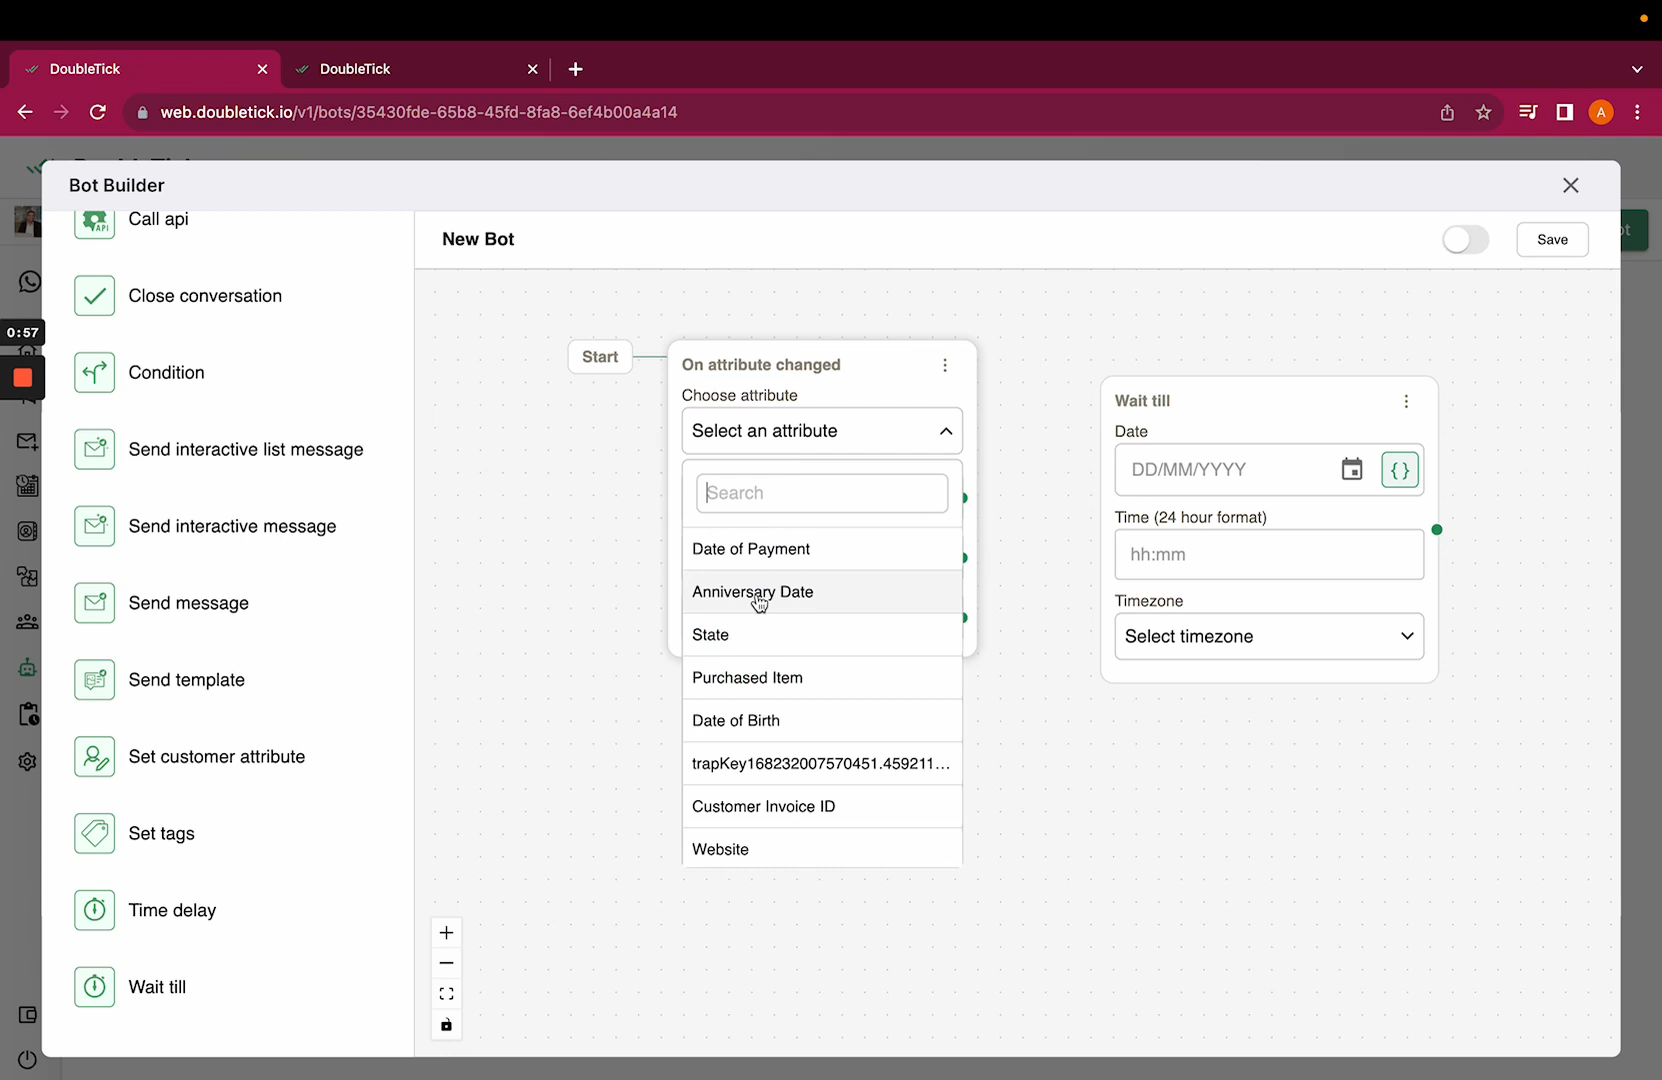 DoubleTick
DoubleTick
web.doubletick.io/v1/bots/35430fde-65b8-45fd-8fa8-6ef4b00a4a14
A
Bot Builder
Call api
API
Close conversation
0:57
Condition
Send interactive list message
Send interactive message
Send message
Send template
Set customer attribute
Set tags
Time delay
Wait till
New Bot
Save
Start
On attribute changed
Choose attribute
Select an attribute
Search
Date of Payment
Anniversary Date
State
Purchased Item
Date of Birth
trapKey168232007570451.459211...
Customer Invoice ID
Website
Wait till
Date
DD/MM/YYYY
{ }
Time (24 hour format)
hh:mm
Timezone
Select timezone